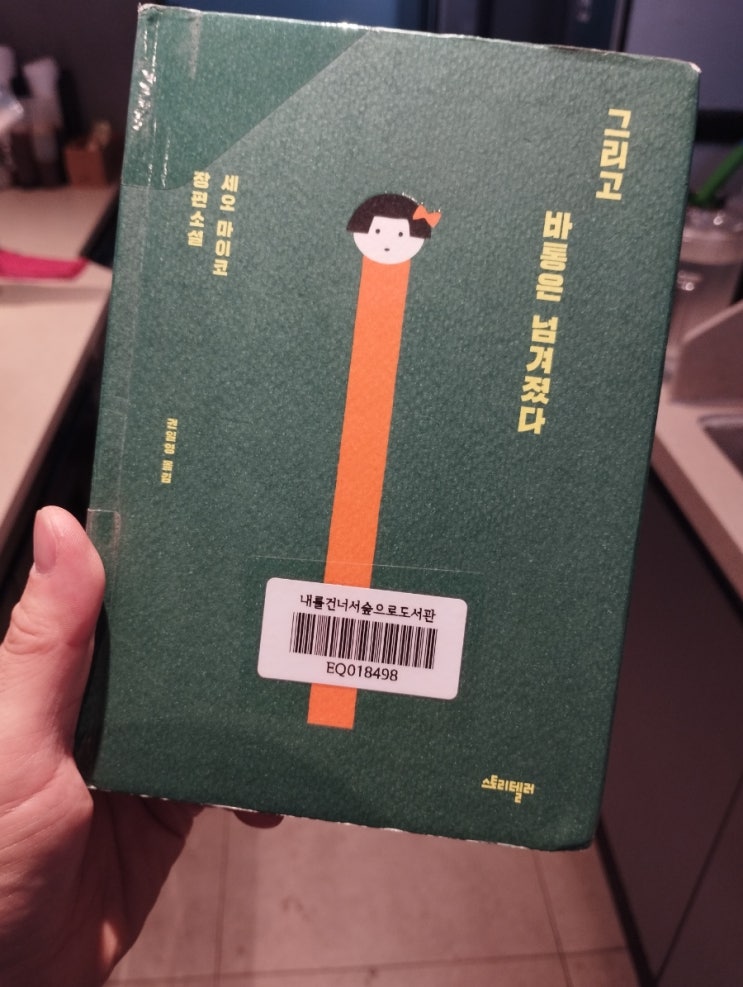 그리고
바통은 넘겨졌다
세오 마이코
장편소설
권일영 옮김
내를건너서숲으로도서관
EQ018498
스토리텔러